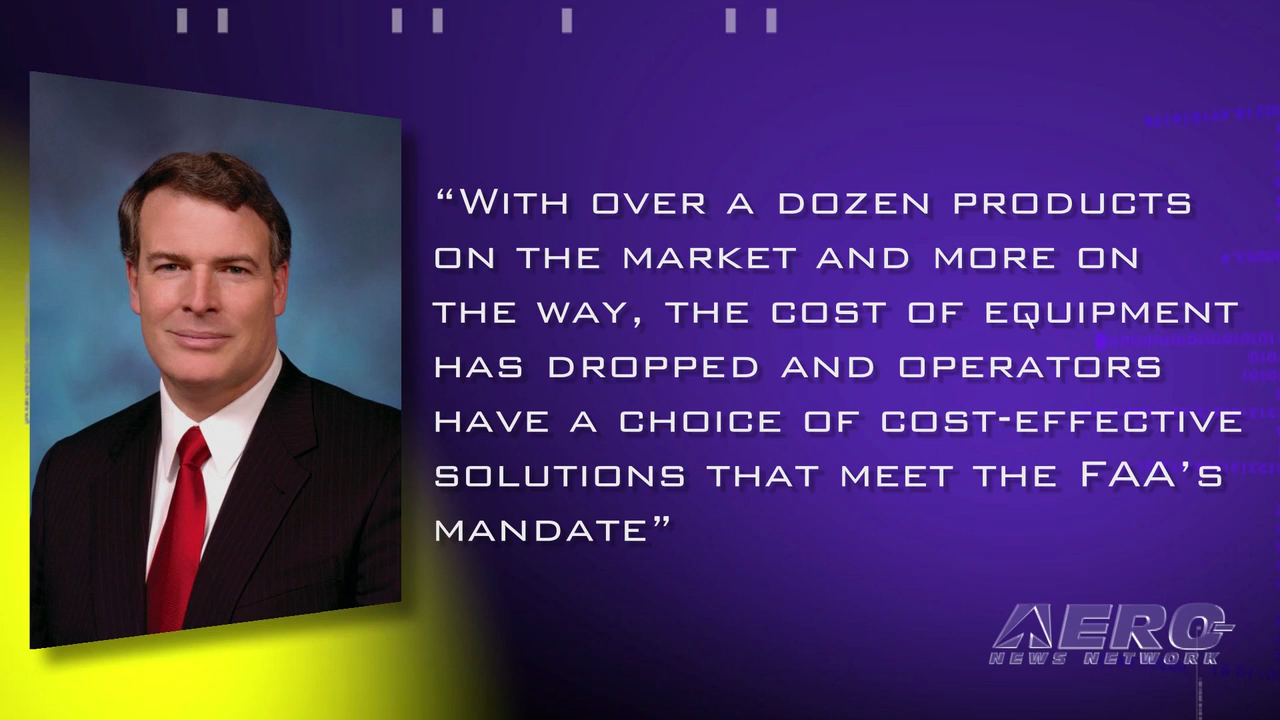 “With over a dozen products
on the market and more on
the way, the cost of equipment
has dropped and operators
have a choice of cost-effective
solutions that meet the FAA’s
mandate”
AERO
NEWS NETWORK